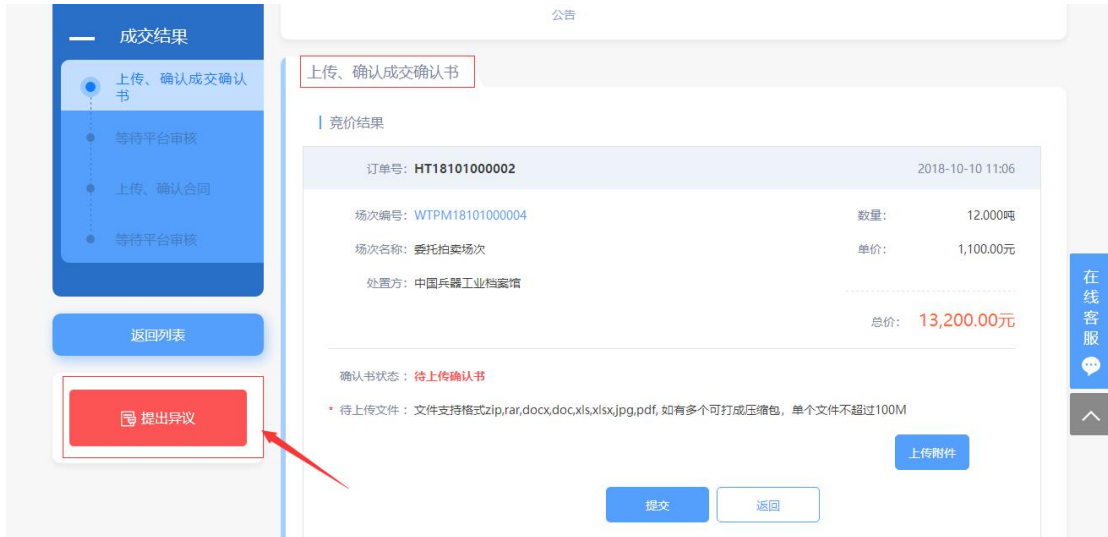 公告
成交结果
上传、确认成交确认
书
等待平台审核
上传、确认合同
等待平台审核
返回列表
提出异议
上传、确认成交确认书
竞价结果
订单号：HT18101000002
2018-10-10 11:06
场次编号：WTPM18101000004
数量：
12.000吨
场次名称：委托拍卖场次
单价：
1,100.00元
处置方：中国兵器工业档案馆
总价：
13,200.00元
确认书状态 ：待上传确认书
* 待上传文件 ：文件支持格式zip,rar,docx,doc,xls,xlsx,jpg,pdf, 如有多个可打成压缩包，单个文件不超过100M
上传附件
提交
返回
在
线
客
服